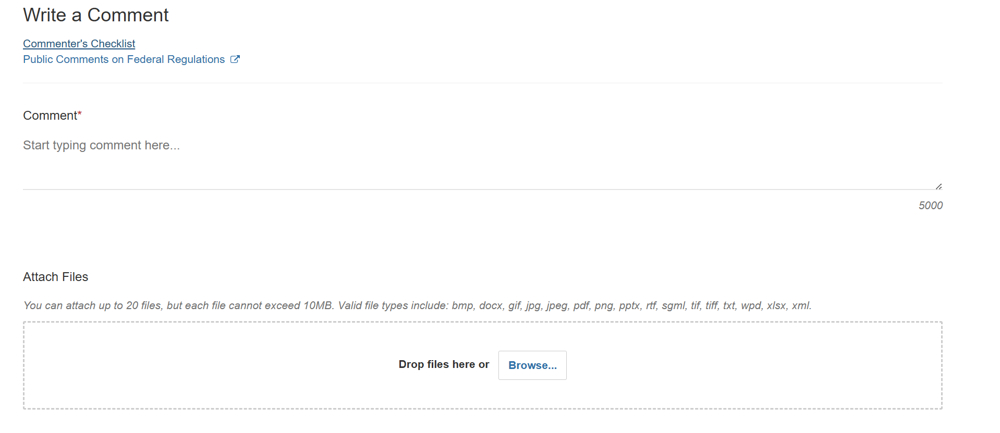 Write a Comment
Commenter's Checklist
Public Comments on Federal Regulations
Comment*
Start typing comment here...
5000
Attach Files
You can attach up to 20 files, but each file cannot exceed 10MB. Valid file types include: bmp, docx, gif, jpg, jpeg, pdf, png, pptx, rtf, sgml, tif, tiff, txt, wpd, xlsx, xml.
Drop files here or Browse...